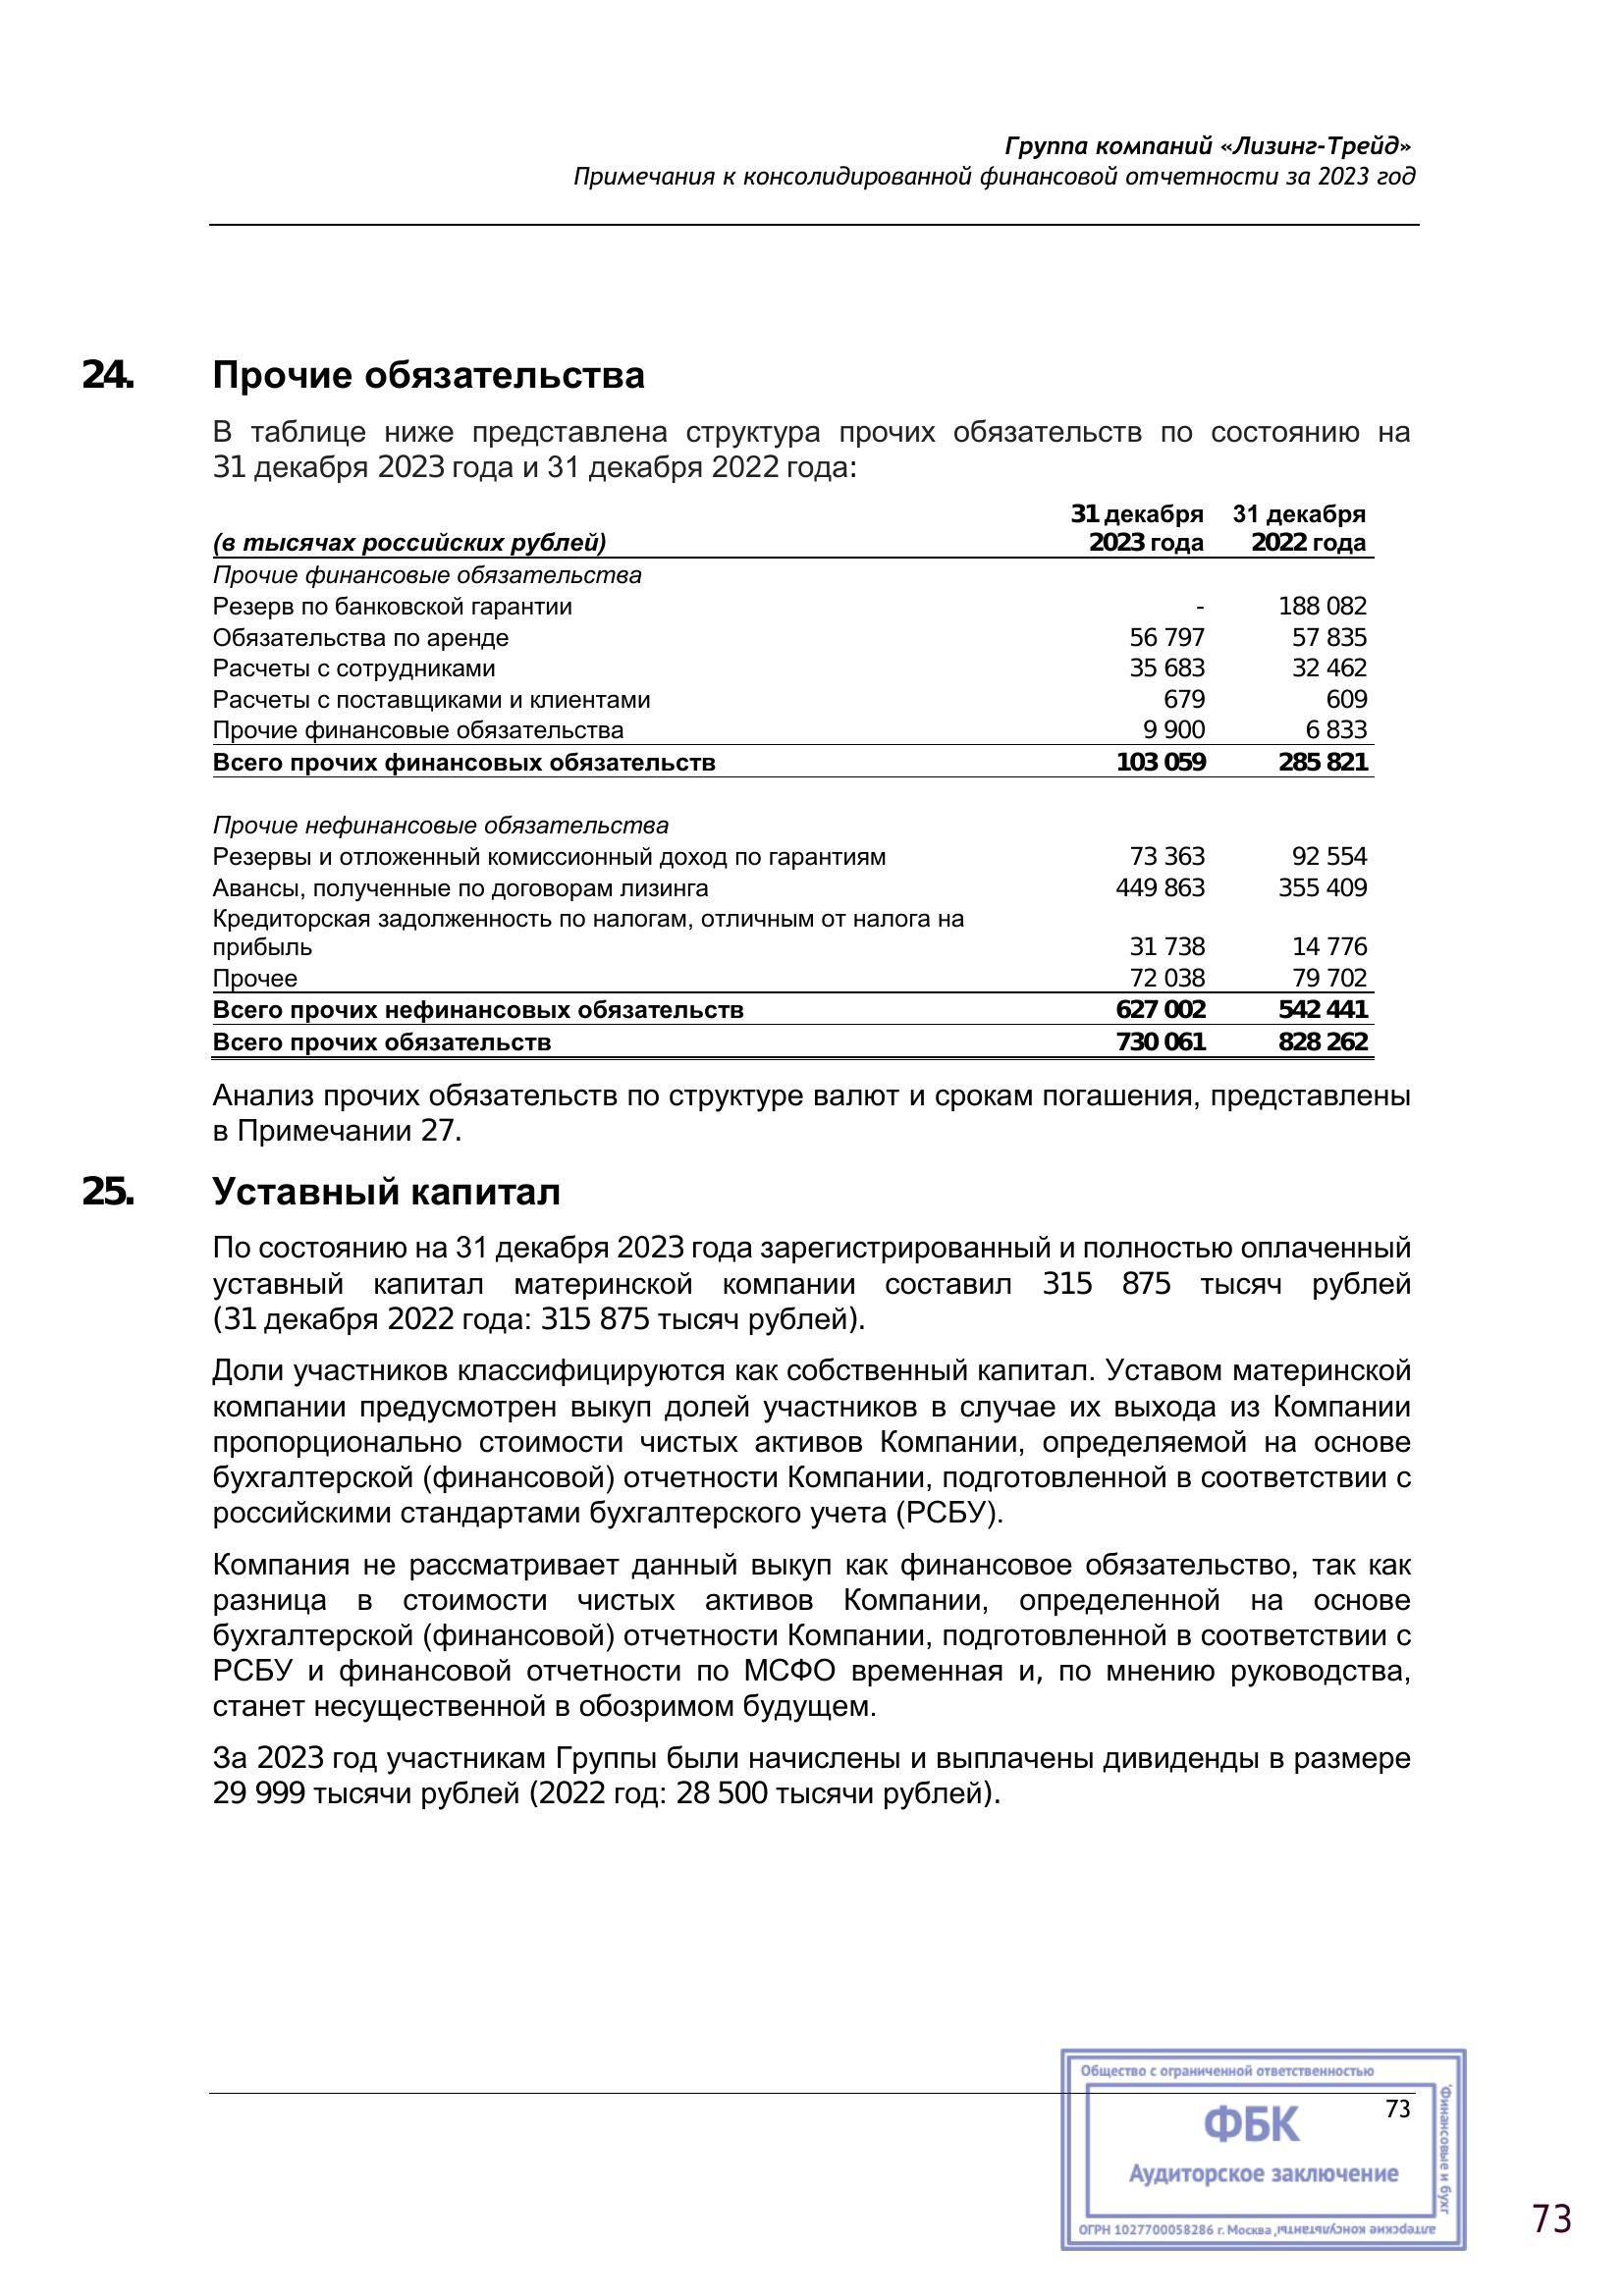 Группа компаний «Лизинг-Трейд»
Примечания к консолидированной финансовой отчетности за 2023 год
24. Прочие обязательства
В таблице ниже представлена структура прочих обязательств по состоянию на
31 декабря 2023 года и 31 декабря 2022 года:
31 декабря 31 декабря
(в тысячах российских рублей) 2023 года 2022 года
Прочие финансовые обязательства
Резерв по банковской гарантии - 188 082
Обязательства по аренде 56 797 57 835
Расчеты с сотрудниками 35 683 32 462
Расчеты с поставщиками и клиентами 679 609
Прочие финансовые обязательства 9 900 6 833
Всего прочих финансовых обязательств 103 059 285 821
Прочие нефинансовые обязательства
Резервы и отложенный комиссионный доход по гарантиям 73 363 92 554
Авансы, полученные по договорам лизинга 449 863 355 409
Кредиторская задолженность по налогам, отличным от налога на
прибыль 31 738 14 776
Прочее 72 038 79 702
Всего прочих нефинансовых обязательств 627 002 542 441
Всего прочих обязательств 730 061 828 262
Анализ прочих обязательств по структуре валют и срокам погашения, представлены
в Примечании 27.
25. Уставный капитал
По состоянию на 31 декабря 2023 года зарегистрированный и полностью оплаченный
уставный капитал материнской компании составил 315 875 тысяч рублей
(31 декабря 2022 года: 315 875 тысяч рублей).
Доли участников классифицируются как собственный капитал. Уставом материнской
компании предусмотрен выкуп долей участников в случае их выхода из Компании
пропорционально стоимости чистых активов Компании, определяемой на основе
бухгалтерской (финансовой) отчетности Компании, подготовленной в соответствии с
российскими стандартами бухгалтерского учета (РСБУ).
Компания не рассматривает данный выкуп как финансовое обязательство, так как
разница в стоимости чистых активов Компании, определенной на основе
бухгалтерской (финансовой) отчетности Компании, подготовленной в соответствии с
РСБУ и финансовой отчетности по МСФО временная и, по мнению руководства,
станет несущественной в обозримом будущем.
За 2023 год участникам Группы были начислены и выплачены дивиденды в размере
29 999 тысячи рублей (2022 год: 28 500 тысячи рублей).
Общество с ограниченной ответственностью
73
ФБК
Аудиторское заключение
"Финансовые и бухг
алтерские консультанты"
ОГРН 1027700058286 г. Москва
73